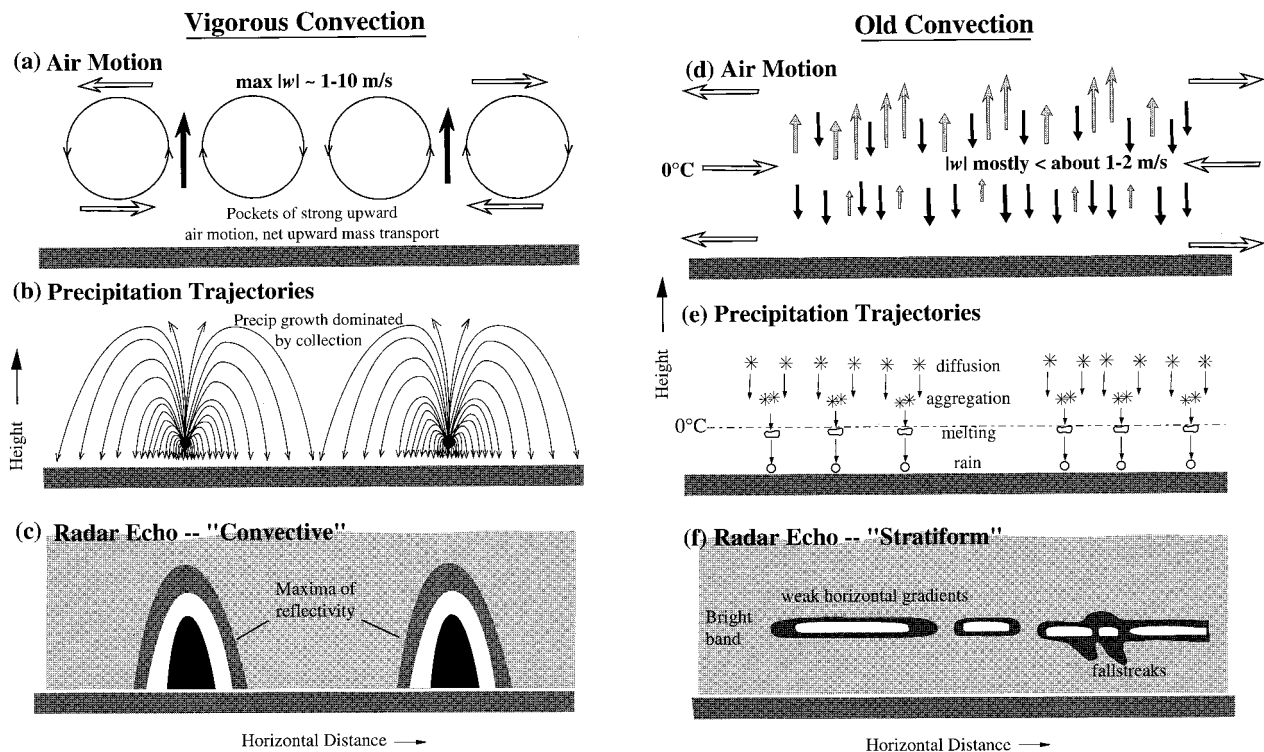 Vigorous Convection
(a) Air Motion
max |w| ~ 1-10 m/s
Pockets of strong upward
air motion, net upward mass transport
(b) Precipitation Trajectories
Precip growth dominated
by collection
Height
(c) Radar Echo -- "Convective"
Maxima of
reflectivity
Horizontal Distance
Old Convection
(d) Air Motion
0°C
|w| mostly < about 1-2 m/s
(e) Precipitation Trajectories
Height
diffusion
aggregation
0°C
melting
rain
(f) Radar Echo -- "Stratiform"
weak horizontal gradients
Bright
band
fallstreaks
Horizontal Distance